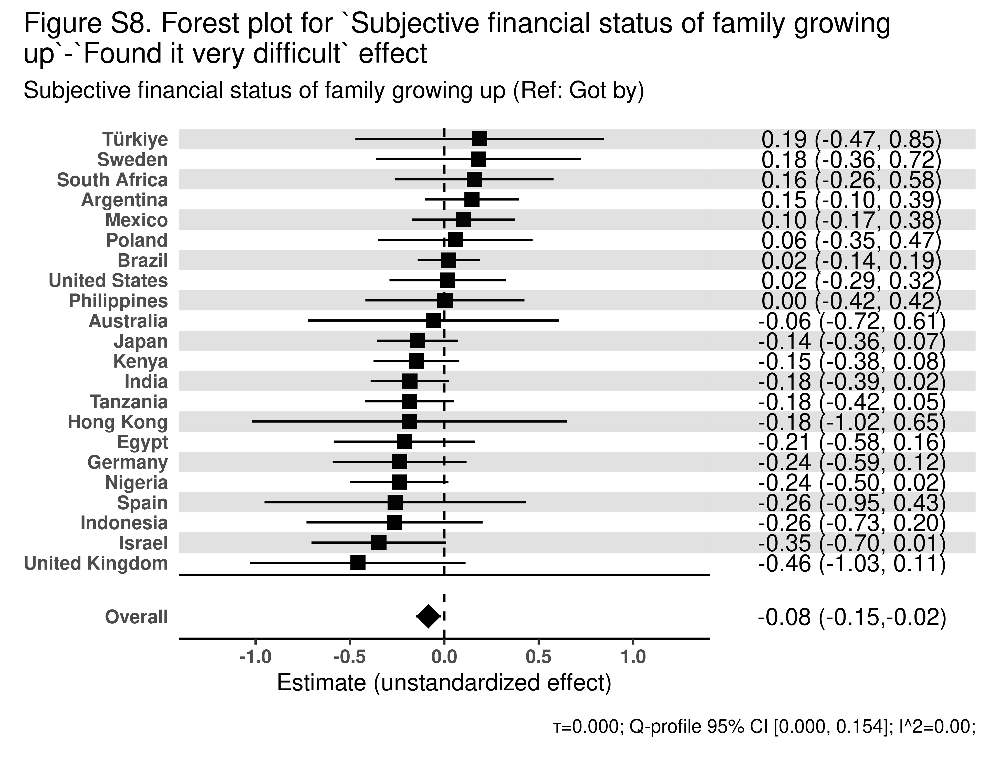 Figure S8. Forest plot for `Subjective financial status of family growing
up`-`Found it very difficult` effect
Subjective financial status of family growing up (Ref: Got by)
Türkiye 0.19 (-0.47, 0.85)
Sweden 0.18 (-0.36, 0.72)
South Africa 0.16 (-0.26, 0.58)
Argentina 0.15 (-0.10, 0.39)
Mexico 0.10 (-0.17, 0.38)
Poland 0.06 (-0.35, 0.47)
Brazil 0.02 (-0.14, 0.19)
United States 0.02 (-0.29, 0.32)
Philippines 0.00 (-0.42, 0.42)
Australia -0.06 (-0.72, 0.61)
Japan -0.14 (-0.36, 0.07)
Kenya -0.15 (-0.38, 0.08)
India -0.18 (-0.39, 0.02)
Tanzania -0.18 (-0.42, 0.05)
Hong Kong -0.18 (-1.02, 0.65)
Egypt -0.21 (-0.58, 0.16)
Germany -0.24 (-0.59, 0.12)
Nigeria -0.24 (-0.50, 0.02)
Spain -0.26 (-0.95, 0.43)
Indonesia -0.26 (-0.73, 0.20)
Israel -0.35 (-0.70, 0.01)
United Kingdom -0.46 (-1.03, 0.11)
Overall -0.08 (-0.15,-0.02)
-1.0 -0.5 0.0 0.5 1.0
Estimate (unstandardized effect)
τ=0.000; Q-profile 95% CI [0.000, 0.154]; I^2=0.00;